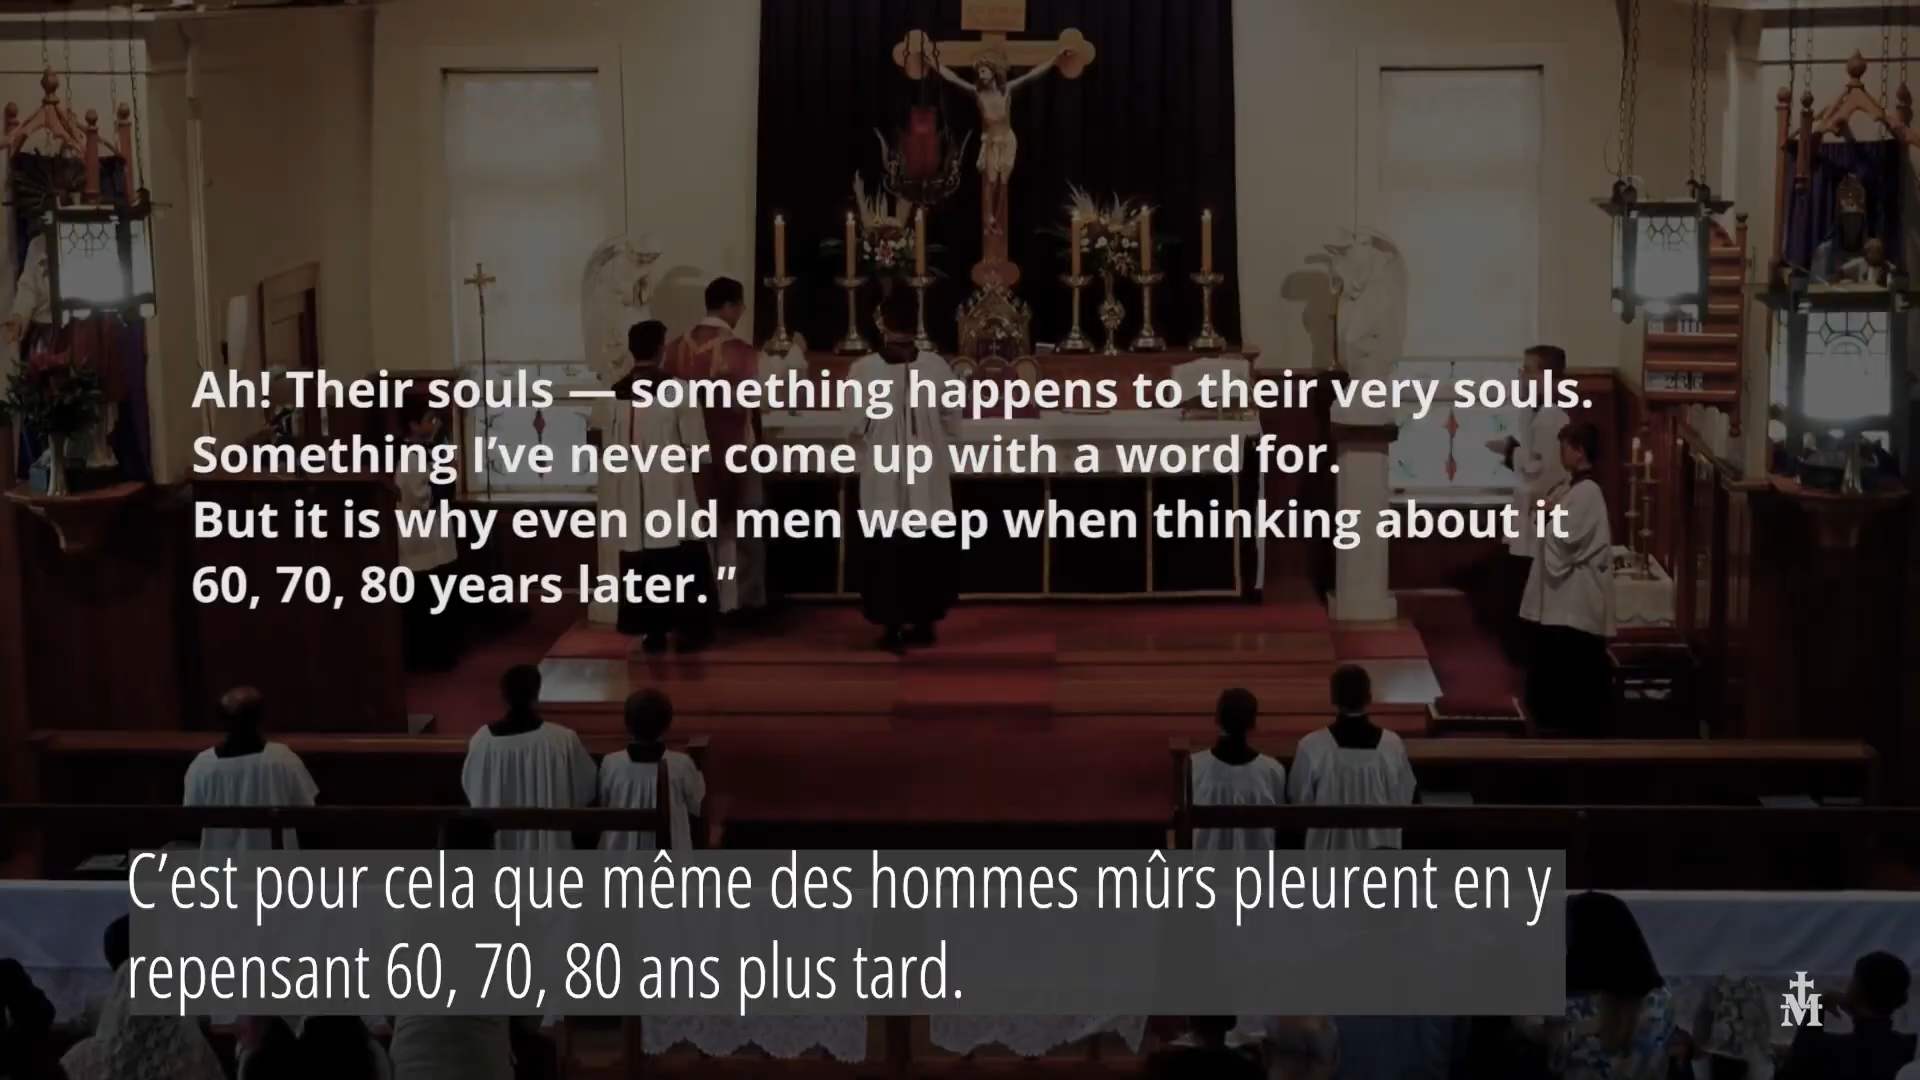 Ah! Their souls — something happens to their very souls.
Something I’ve never come up with a word for.
But it is why even old men weep when thinking about it
60, 70, 80 years later."
C’est pour cela que même des hommes mûrs pleurent en y
repensant 60, 70, 80 ans plus tard.